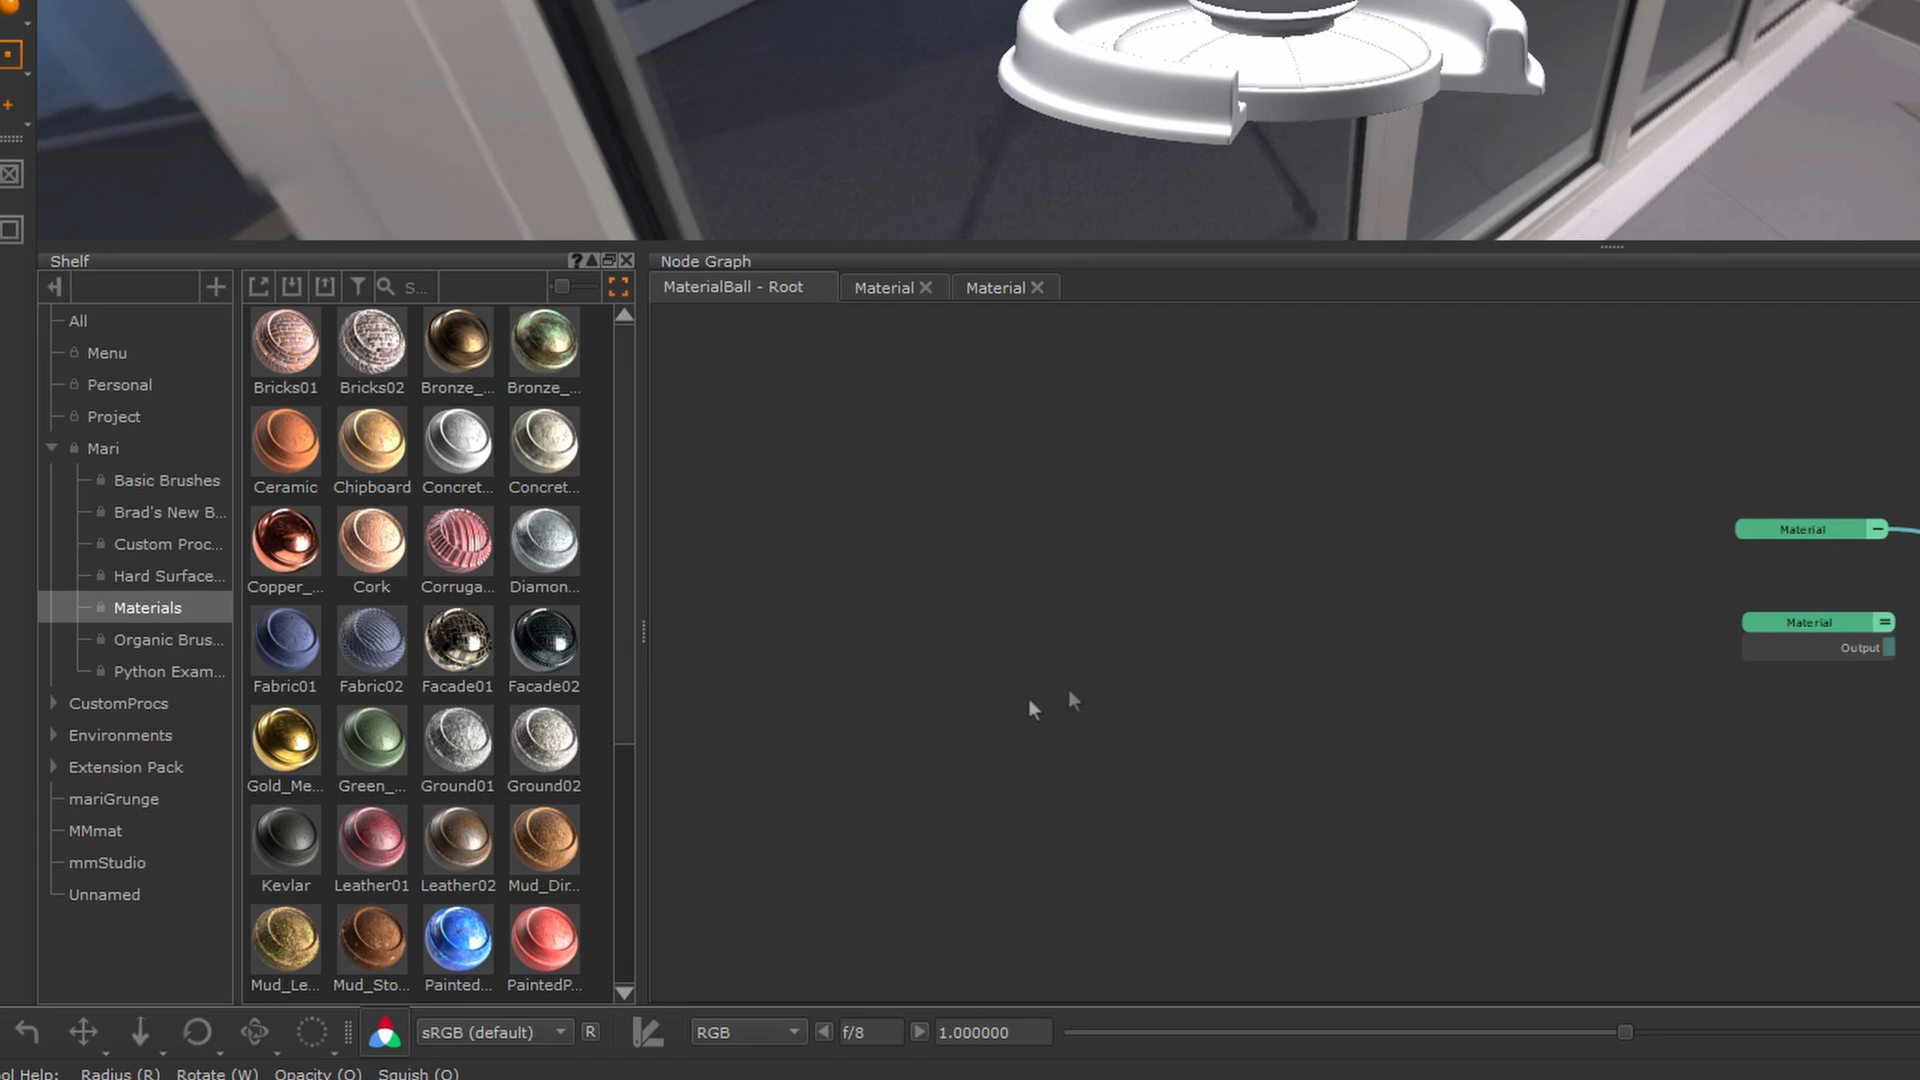 Shelf
?
S...
All
Menu
Personal
Project
Mari
Basic Brushes
Brad's New B...
Custom Proc...
Hard Surface...
Materials
Organic Brus...
Python Exam...
CustomProcs
Environments
Extension Pack
mariGrunge
MMmat
mmStudio
Unnamed
Bricks01 Bricks02 Bronze_... Bronze_...
Ceramic Chipboard Concret... Concret...
Copper_... Cork Corruga... Diamon...
Fabric01 Fabric02 Facade01 Facade02
Gold_Me... Green_... Ground01 Ground02
Kevlar Leather01 Leather02 Mud_Dir...
Mud_Le... Mud_Sto... Painted... PaintedP...
Node Graph
MaterialBall - Root Material Material
Material
Material
Output
sRGB (default) R RGB f/8 1.000000
ol Help: Radius (R) Rotate (W) Opacity (O) Squish (Q)